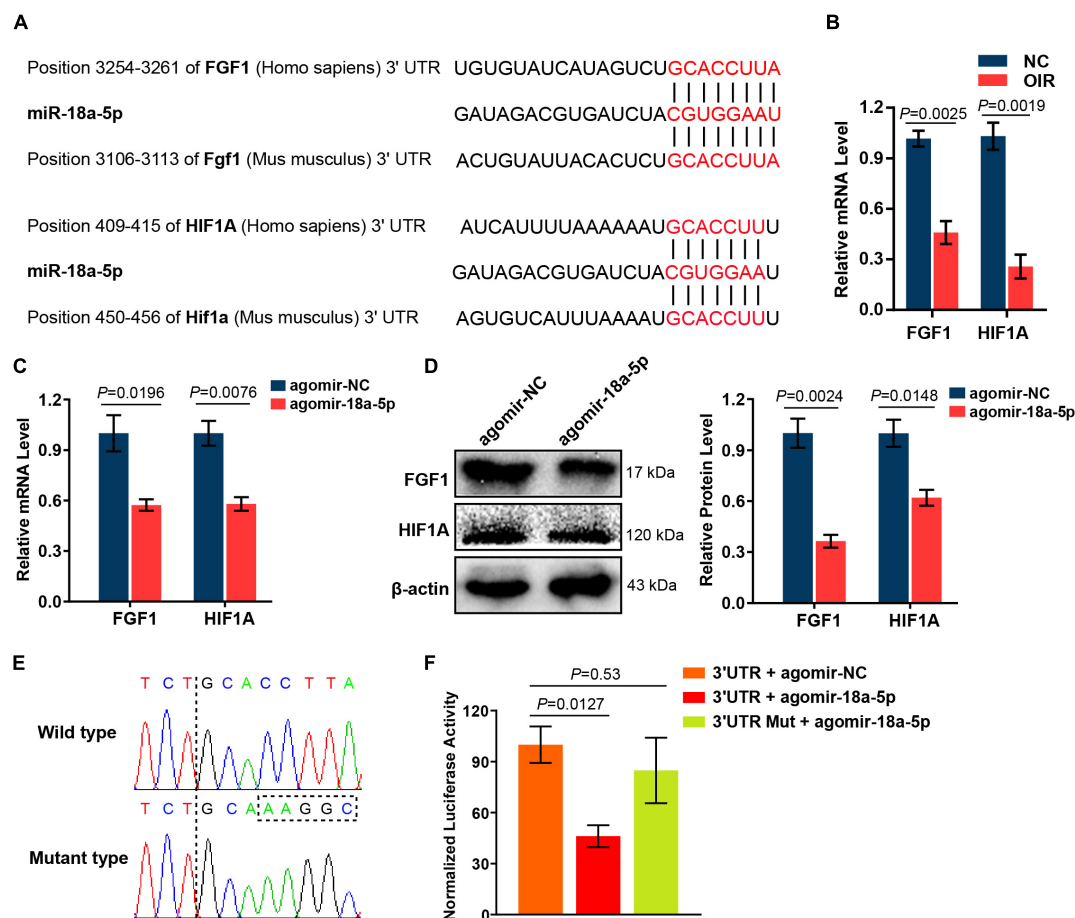 A
Position 3254-3261 of FGF1 (Homo sapiens) 3' UTR UGUGUAUCAUAGUCUGCACCUUA
miR-18a-5p GAUAGACGUGAUCUACGUGGAAU
Position 3106-3113 of Fgf1 (Mus musculus) 3' UTR ACUGUAUUACACUCUGCACCUUA
Position 409-415 of HIF1A (Homo sapiens) 3' UTR AUCAUUUUAAAAAAUGCACCUUU
miR-18a-5p GAUAGACGUGAUCUACGUGGAAU
Position 450-456 of Hif1a (Mus musculus) 3' UTR AGUGUCAUUUAAAAUGCACCUUU
B
NC
OIR
P=0.0025 P=0.0019
Relative mRNA Level
1.2
0.9
0.6
0.3
0.0
FGF1 HIF1A
C
agomir-NC
agomir-18a-5p
P=0.0196 P=0.0076
Relative mRNA Level
1.2
0.9
0.6
0.3
0.0
FGF1 HIF1A
D
agomir-NC
agomir-18a-5p
FGF1 17 kDa
HIF1A 120 kDa
β-actin 43 kDa
agomir-NC
agomir-18a-5p
P=0.0024 P=0.0148
Relative Protein Level
1.2
0.9
0.6
0.3
0.0
FGF1 HIF1A
E
T C T G C A C C T T A
Wild type
T C T G C A A A G G C
Mutant type
F
3'UTR + agomir-NC
3'UTR + agomir-18a-5p
3'UTR Mut + agomir-18a-5p
P=0.53
P=0.0127
Normalized Luciferase Activity
120
90
60
30
0